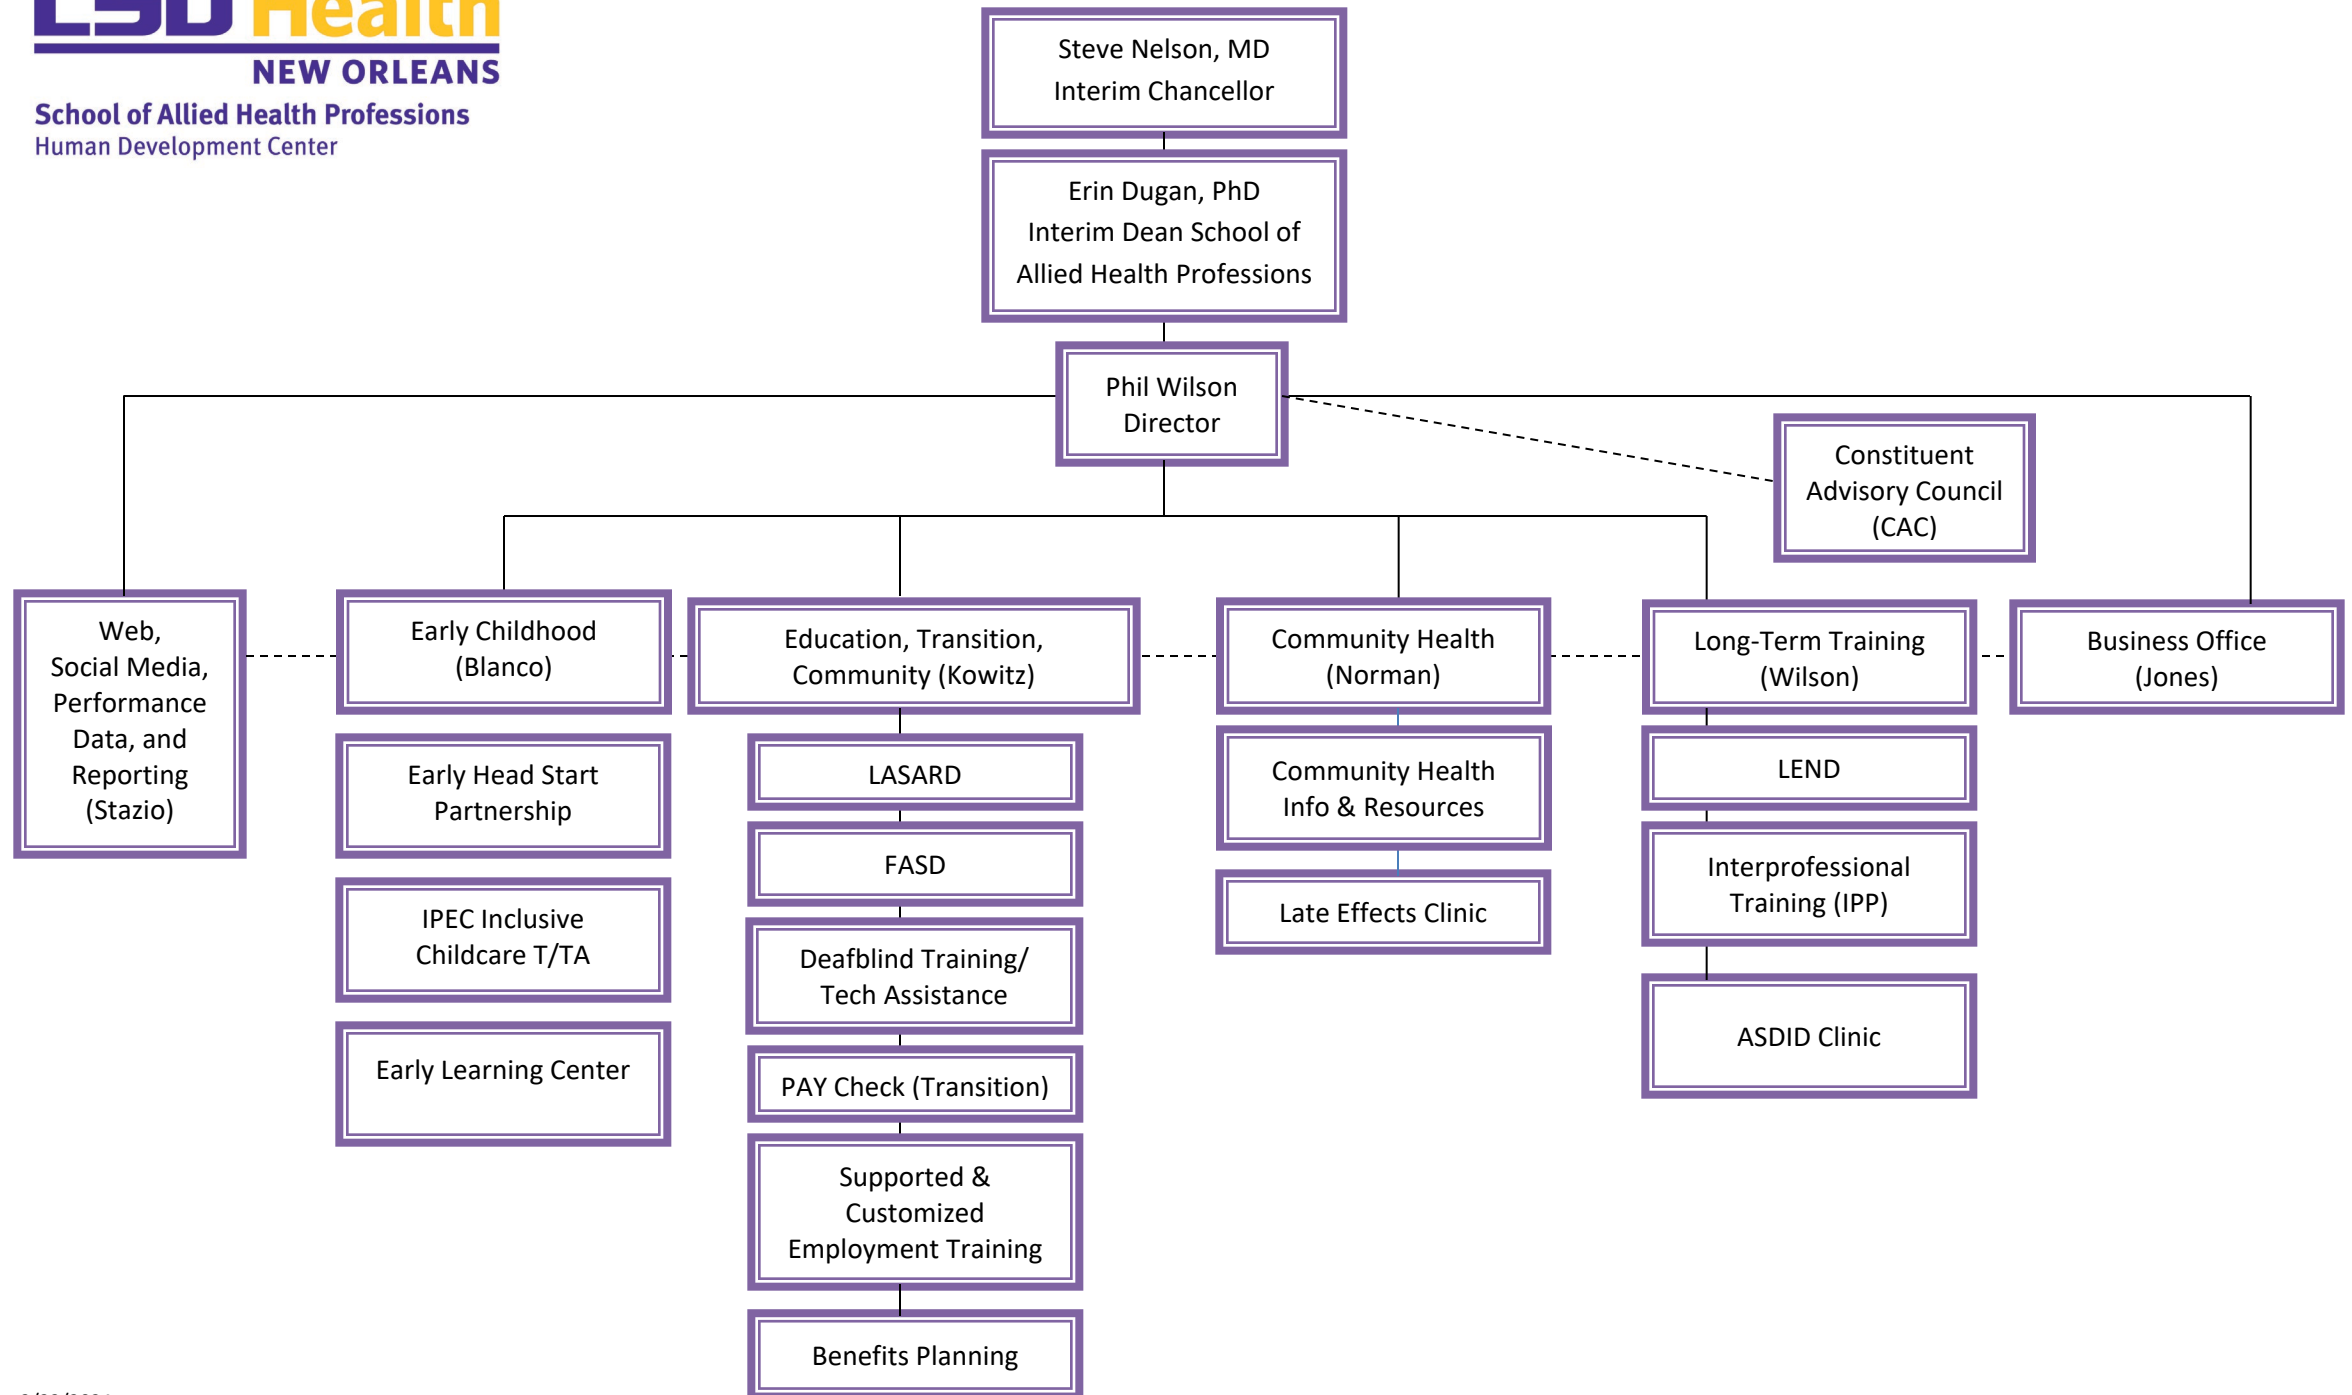 LSU Health
NEW ORLEANS
School of Allied Health Professions
Human Development Center
Steve Nelson, MD
Interim Chancellor
Erin Dugan, PhD
Interim Dean School of
Allied Health Professions
Phil Wilson
Director
Constituent
Advisory Council
(CAC)
Web,
Social Media,
Performance
Data, and
Reporting
(Stazio)
Early Childhood
(Blanco)
Early Head Start
Partnership
IPEC Inclusive
Childcare T/TA
Early Learning Center
Education, Transition,
Community (Kowitz)
LASARD
FASD
Deafblind Training/
Tech Assistance
PAY Check (Transition)
Supported &
Customized
Employment Training
Benefits Planning
Community Health
(Norman)
Community Health
Info & Resources
Late Effects Clinic
Long-Term Training
(Wilson)
LEND
Interprofessional
Training (IPP)
ASDID Clinic
Business Office
(Jones)